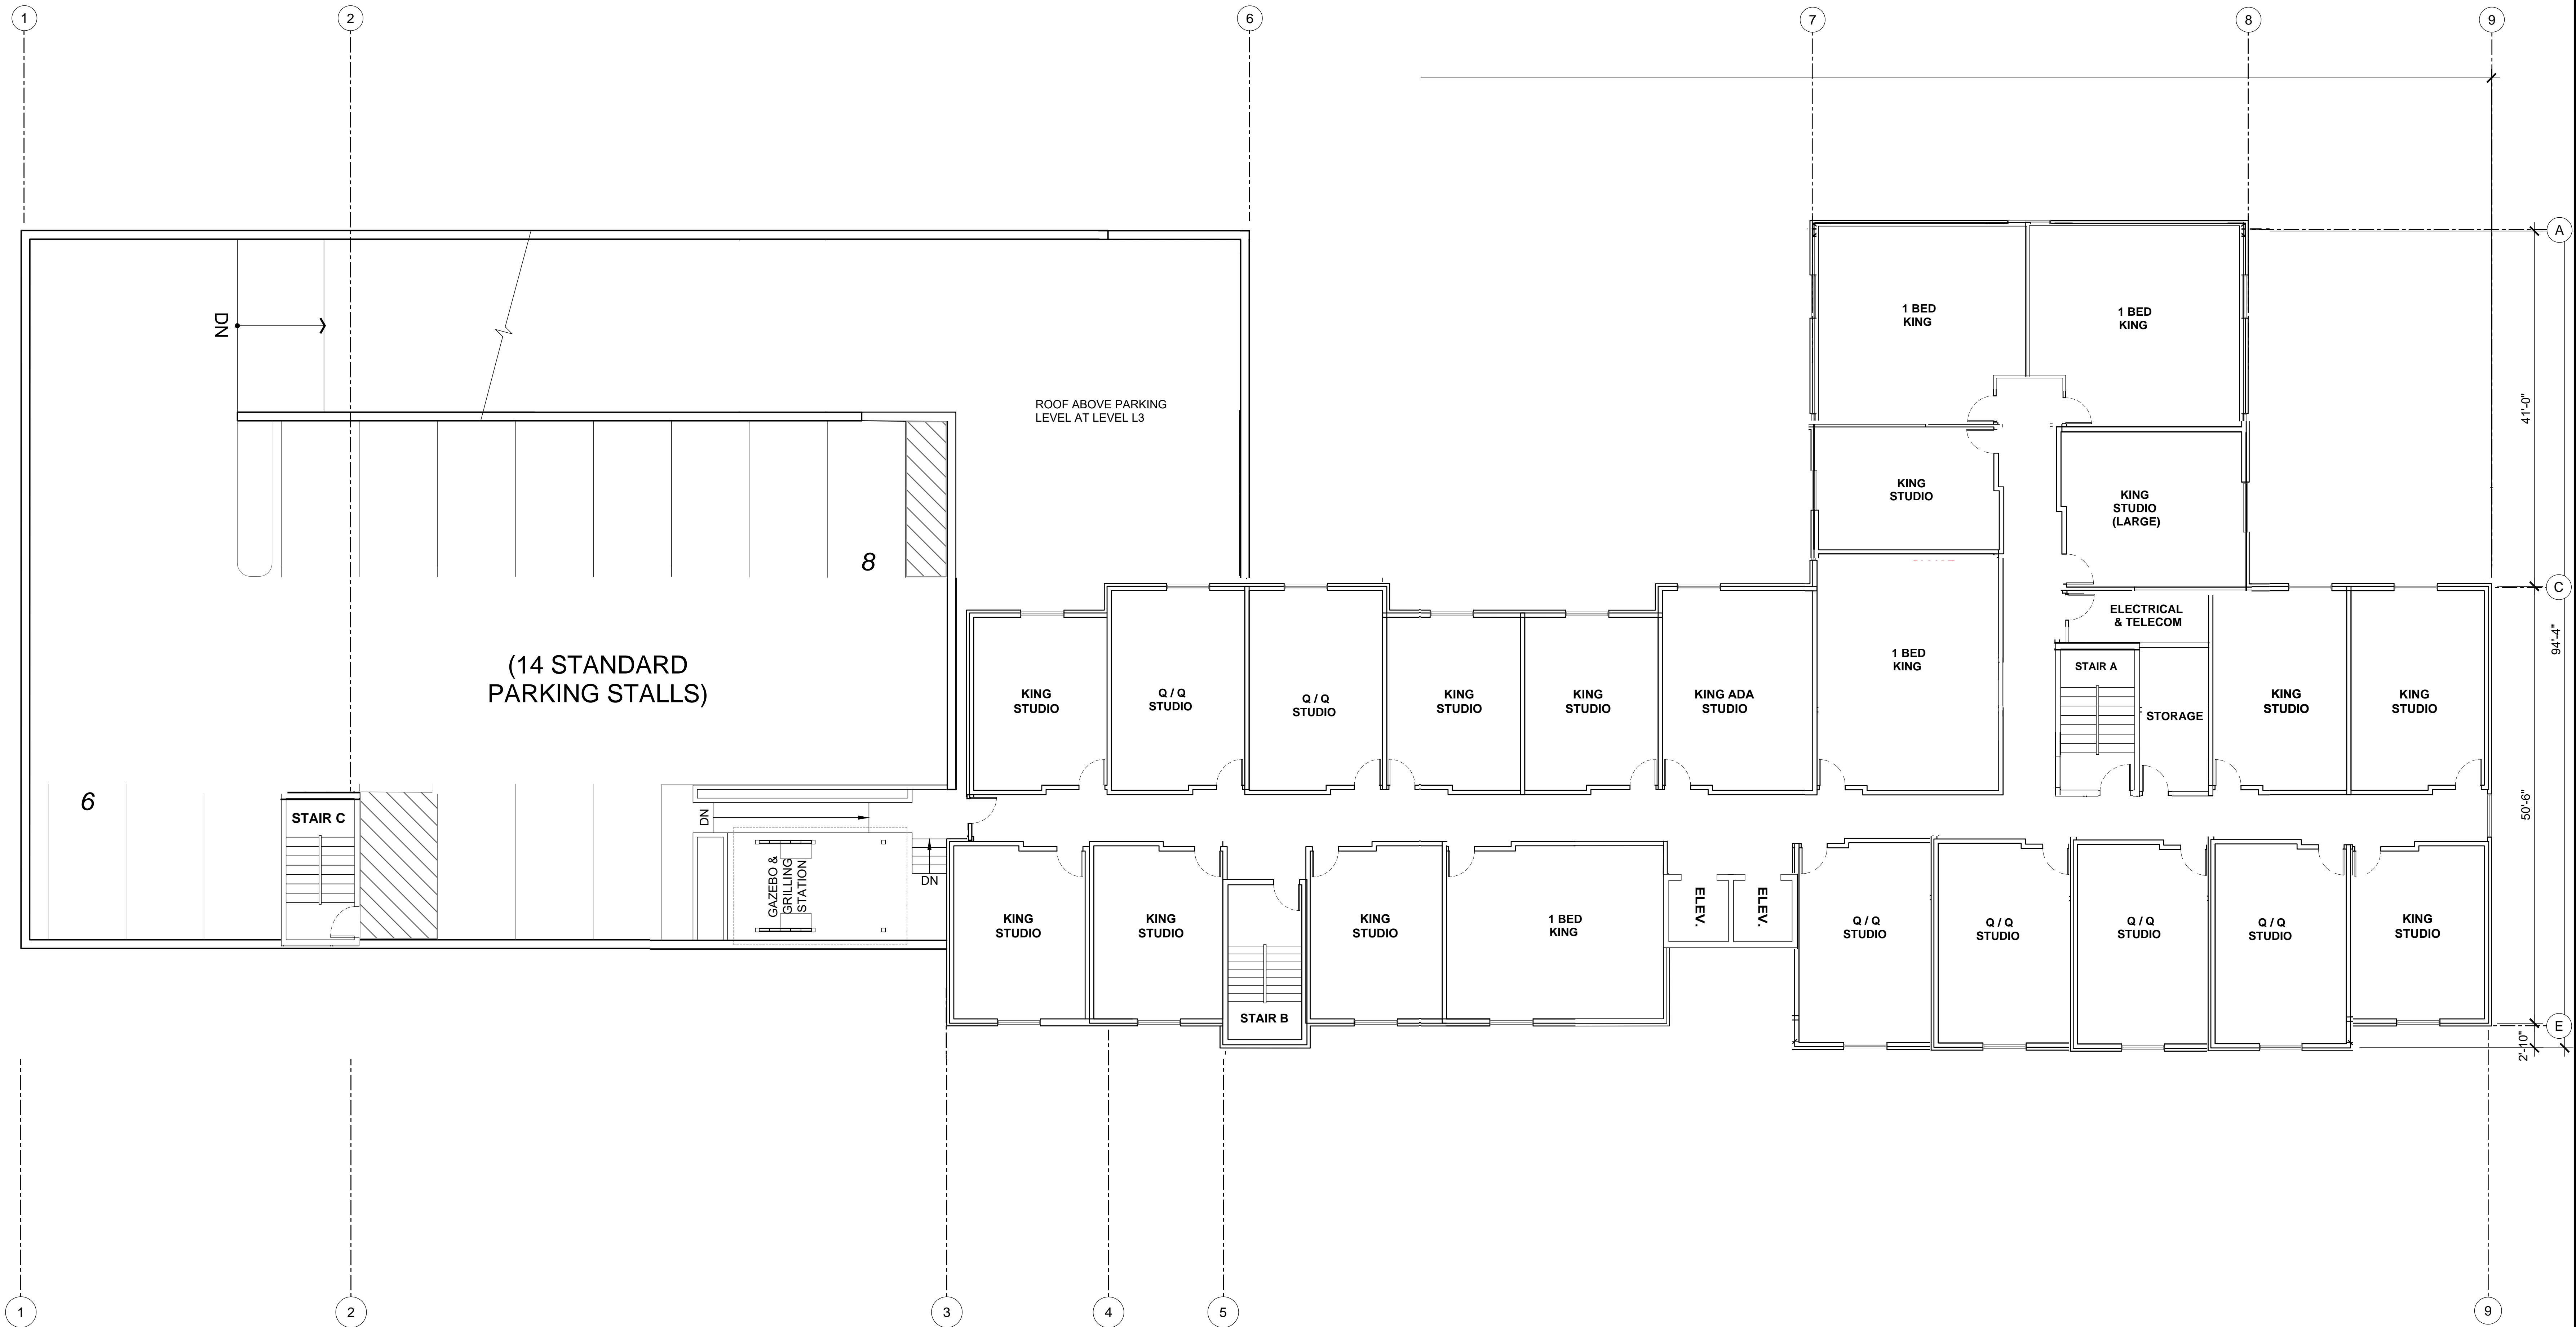 1
2
6
7
8
9
A
41'-0"
1 BED
KING
1 BED
KING
DN
ROOF ABOVE PARKING
LEVEL AT LEVEL L3
KING
STUDIO
KING
STUDIO
(LARGE)
8
C
ELECTRICAL
& TELECOM
94'-4"
(14 STANDARD
PARKING STALLS)
KING
STUDIO
Q / Q
STUDIO
Q / Q
STUDIO
KING
STUDIO
KING
STUDIO
KING ADA
STUDIO
1 BED
KING
STAIR A
STORAGE
KING
STUDIO
KING
STUDIO
6
STAIR C
DN
50'-6"
GAZEBO &
GRILLING
STATION
DN
KING
STUDIO
KING
STUDIO
STAIR B
KING
STUDIO
1 BED
KING
ELEV.
ELEV.
Q / Q
STUDIO
Q / Q
STUDIO
Q / Q
STUDIO
Q / Q
STUDIO
KING
STUDIO
E
2'-10"
1
2
3
4
5
9